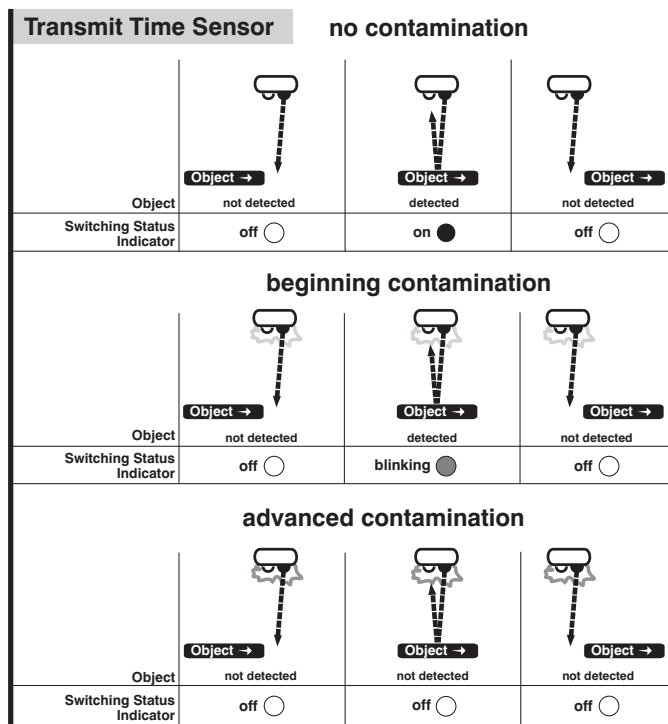 Transmit Time Sensor no contamination
Object → Object → Object →
Object not detected detected not detected
Switching Status
Indicator off on off
beginning contamination
Object → Object → Object →
Object not detected detected not detected
Switching Status
Indicator off blinking off
advanced contamination
Object → Object → Object →
Object not detected not detected not detected
Switching Status
Indicator off off off